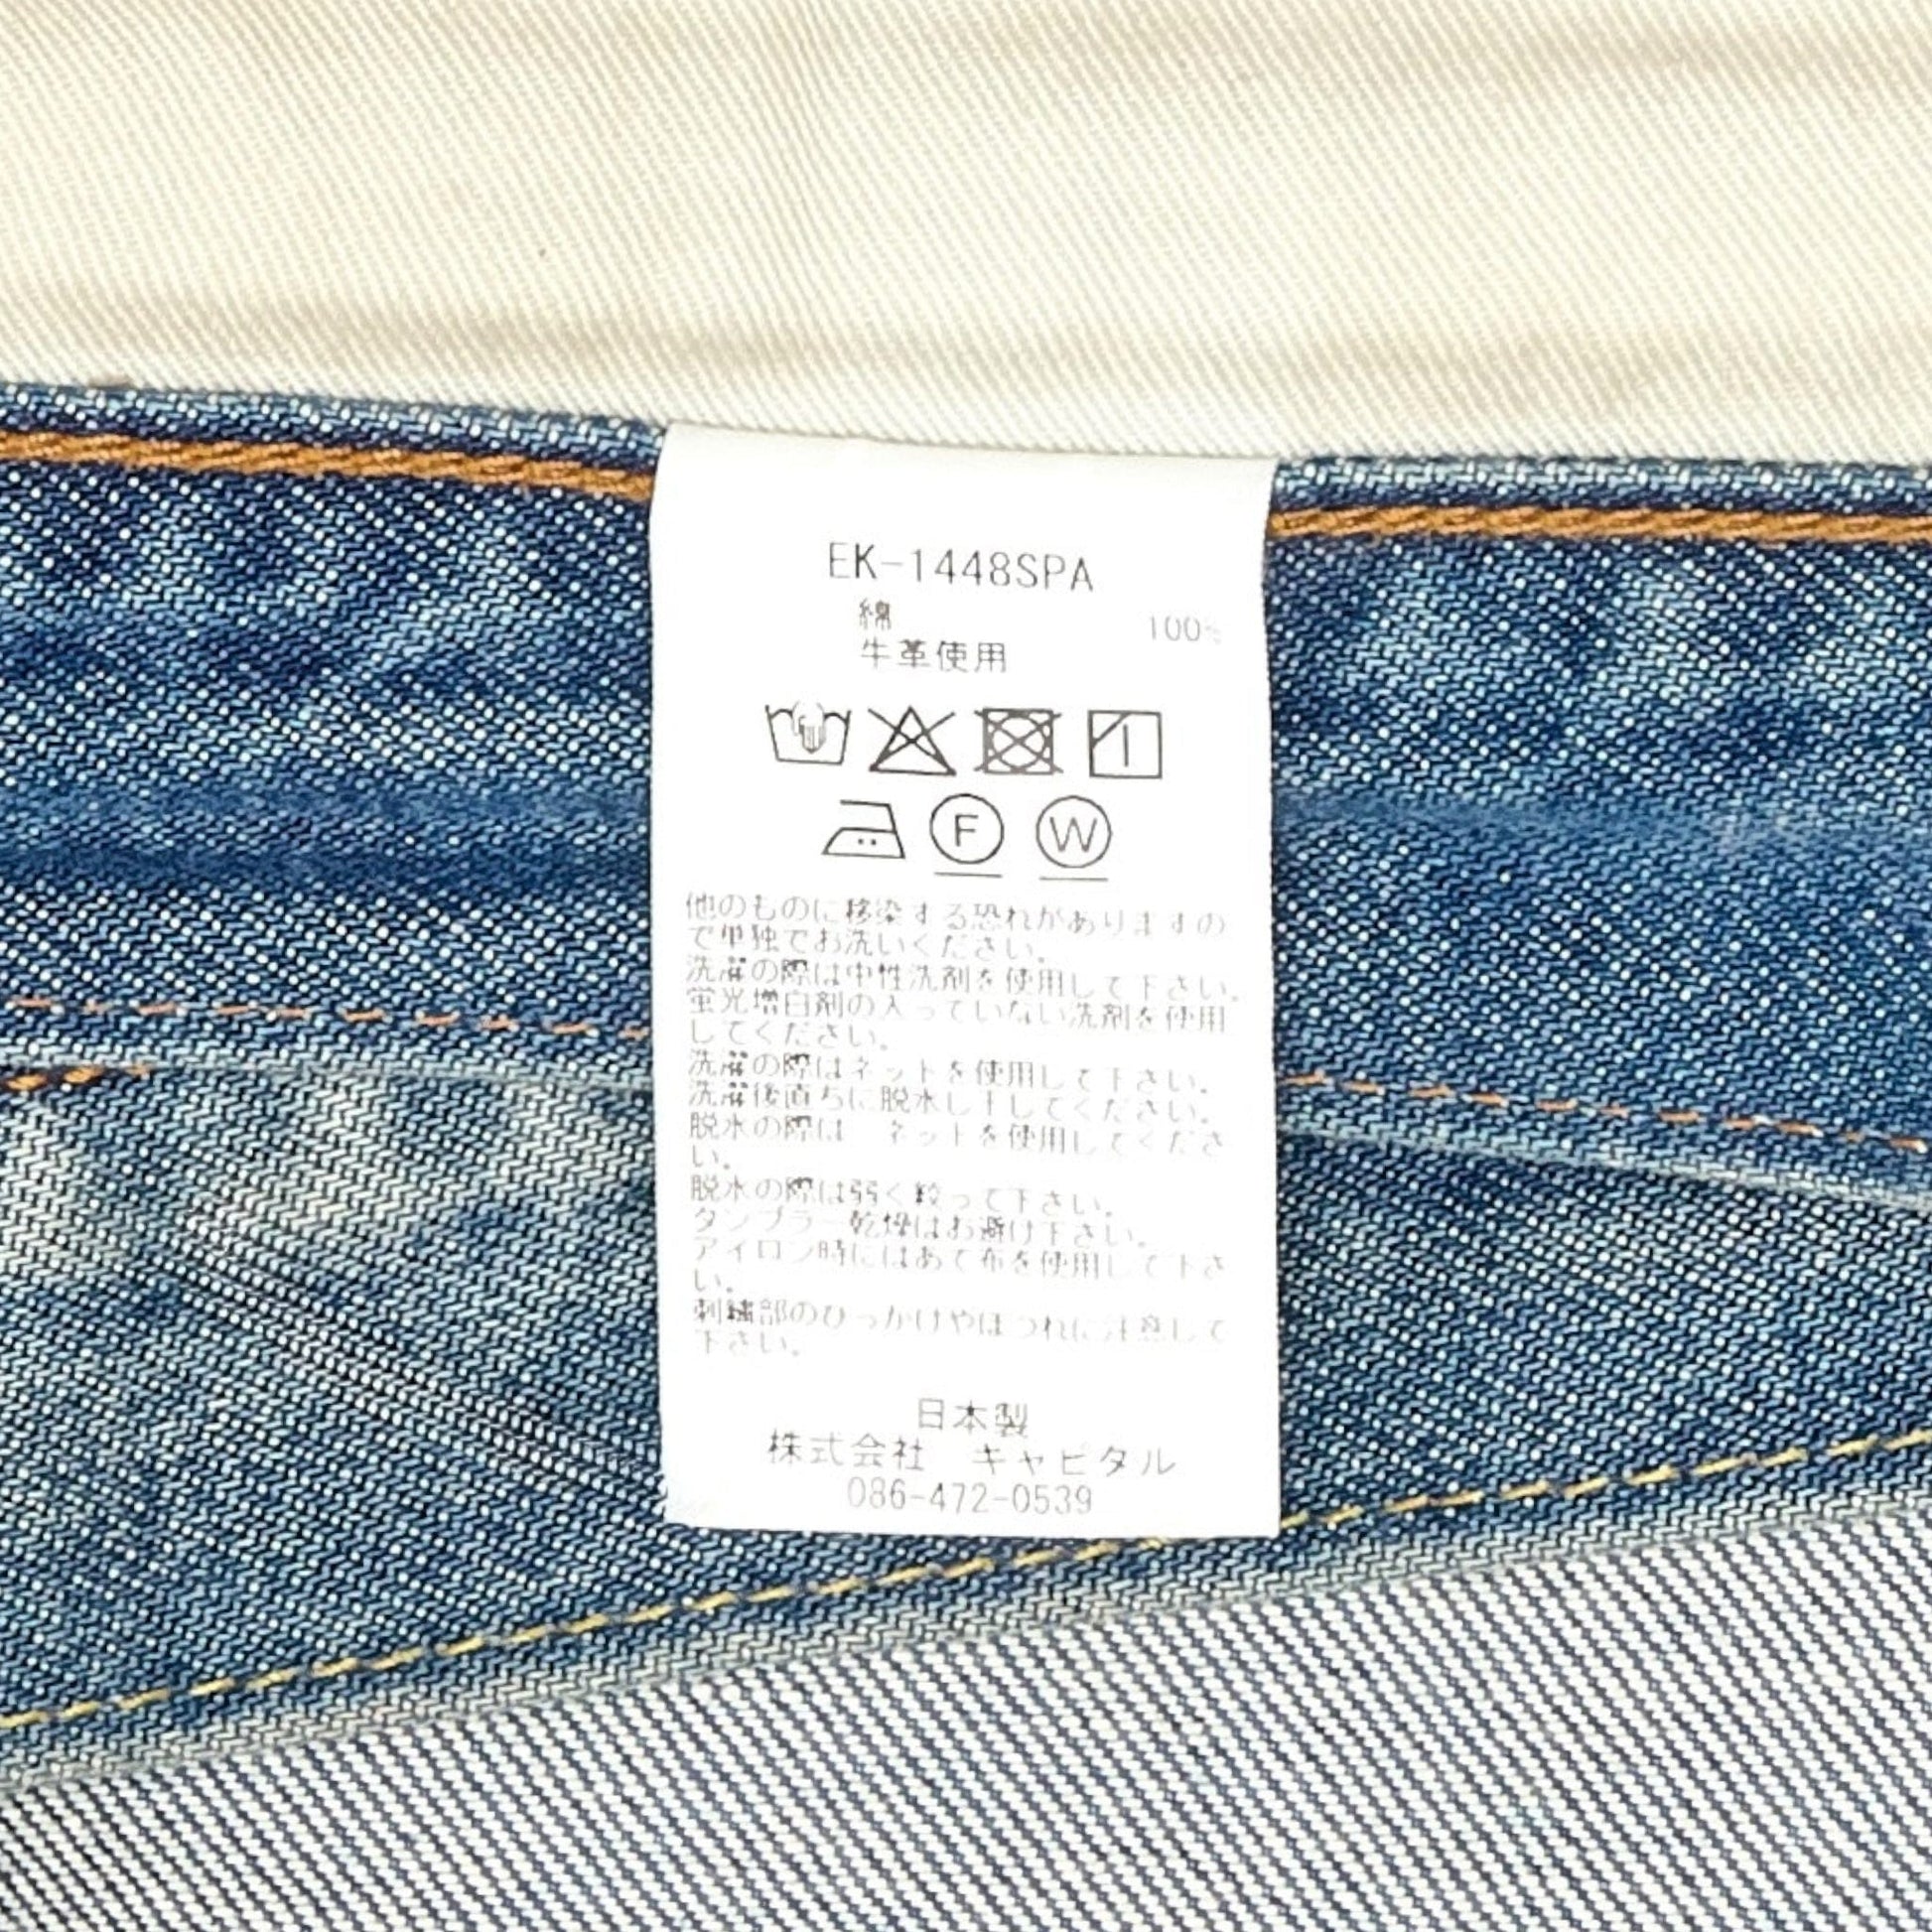 EK-1448SPA
綿 100%
牛革使用
F W
他のものに移染する恐れがありますの
で単独でお洗いください。
洗濯の際は中性洗剤を使用して下さい。
蛍光増白剤の入っていない洗剤を使用
してください。
洗濯の際はネットを使用して下さい。
洗濯後直ちに脱水し干してください。
脱水の際は ネットを使用してくださ
い。
脱水の際は弱く絞って下さい。
タンブラー乾燥はお避け下さい。
アイロン時にはあて布を使用して下さ
い。
刺繍部のひっかけやほつれに注意して
下さい。
日本製
株式会社 キャピタル
086-472-0539